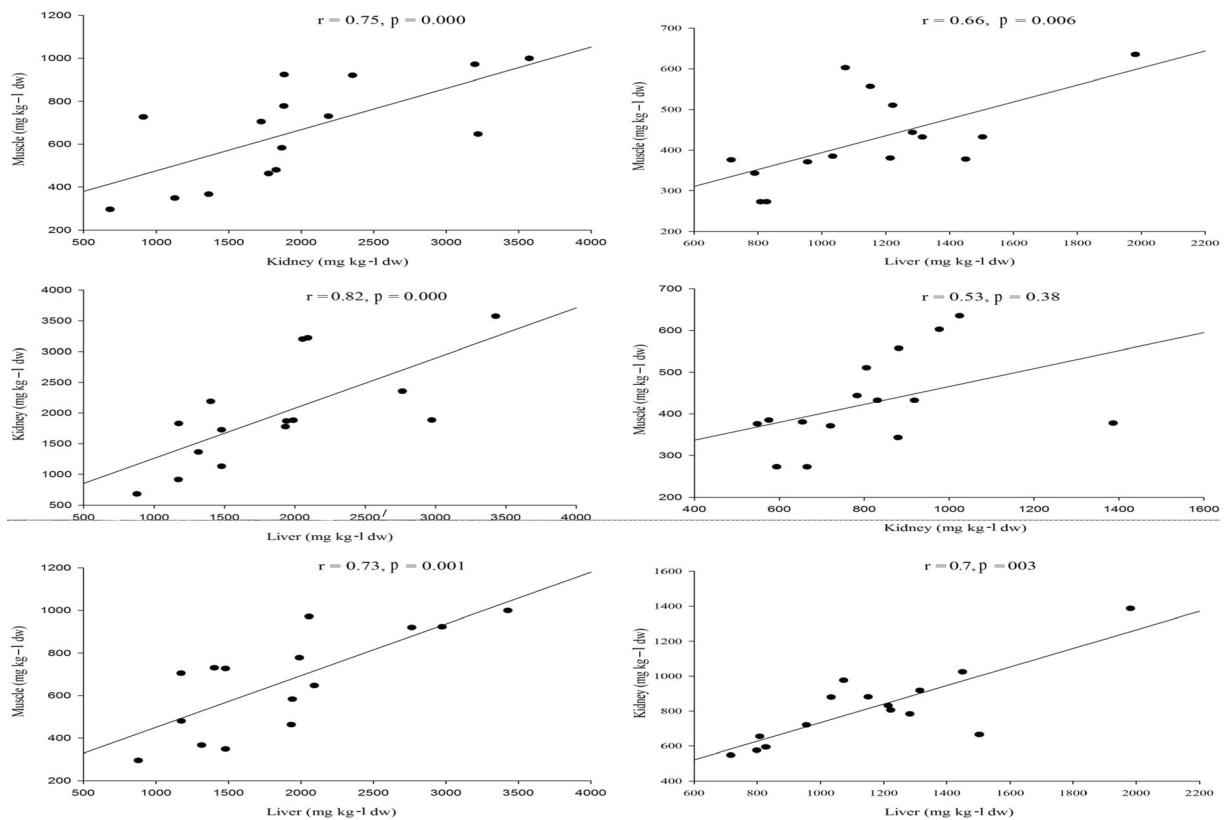 r = 0.75, p = 0.000
1200
1000
800
600
400
200
Muscle (mg kg-1 dw)
500 1000 1500 2000 2500 3000 3500 4000
Kidney (mg kg-1 dw)
r = 0.66, p = 0.006
700
600
500
400
300
200
Muscle (mg kg-1 dw)
600 800 1000 1200 1400 1600 1800 2000 2200
Liver (mg kg-1 dw)
r = 0.82, p = 0.000
3500
3000
2500
2000
1500
1000
500
Kidney (mg kg-1 dw)
500 1000 1500 2000 2500 3000 3500 4000
Liver (mg kg-1 dw)
r = 0.53, p = 0.38
700
600
500
400
300
200
Muscle (mg kg-1 dw)
400 600 800 1000 1200 1400 1600
Kidney (mg kg-1 dw)
r = 0.73, p = 0.001
1200
1000
800
600
400
200
Muscle (mg kg-1 dw)
500 1000 1500 2000 2500 3000 3500 4000
Liver (mg kg-1 dw)
r = 0.7, p = 003
1600
1400
1200
1000
800
600
400
Kidney (mg kg-1 dw)
600 800 1000 1200 1400 1600 1800 2000 2200
Liver (mg kg-1 dw)